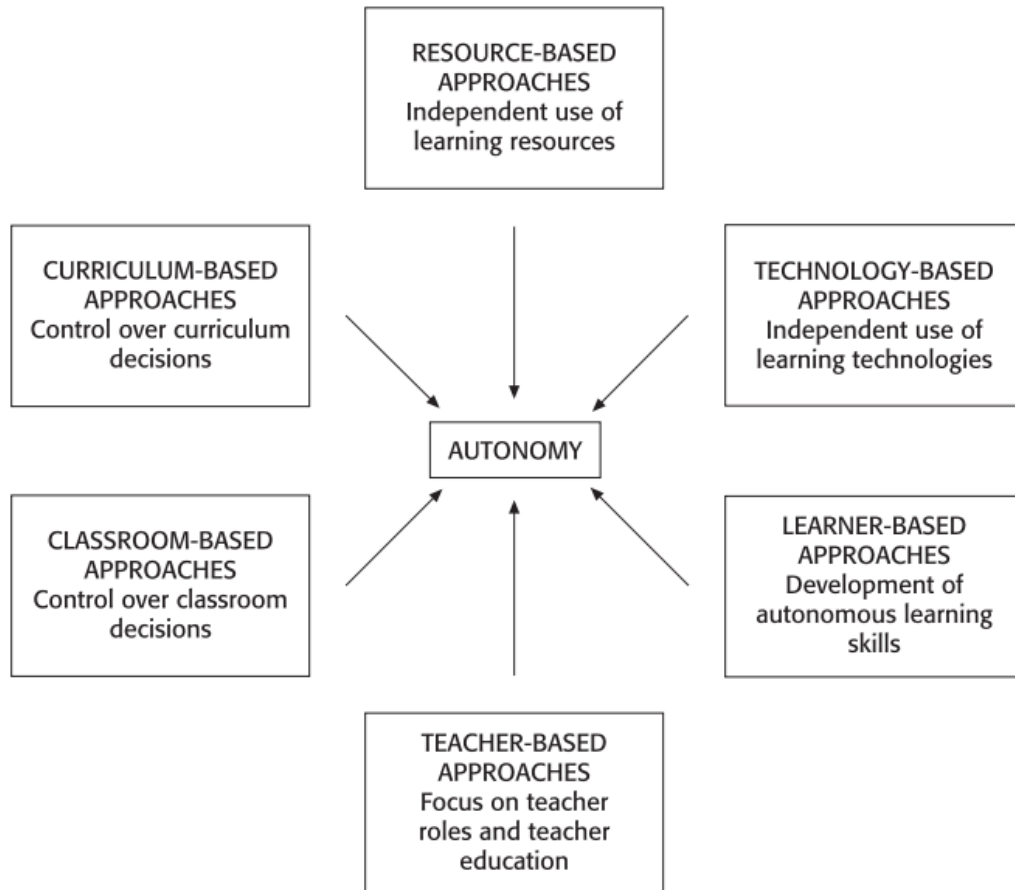 RESOURCE-BASED
APPROACHES
Independent use of
learning resources
CURRICULUM-BASED
APPROACHES
Control over curriculum
decisions
TECHNOLOGY-BASED
APPROACHES
Independent use of
learning technologies
AUTONOMY
CLASSROOM-BASED
APPROACHES
Control over classroom
decisions
LEARNER-BASED
APPROACHES
Development of
autonomous learning
skills
TEACHER-BASED
APPROACHES
Focus on teacher
roles and teacher
education